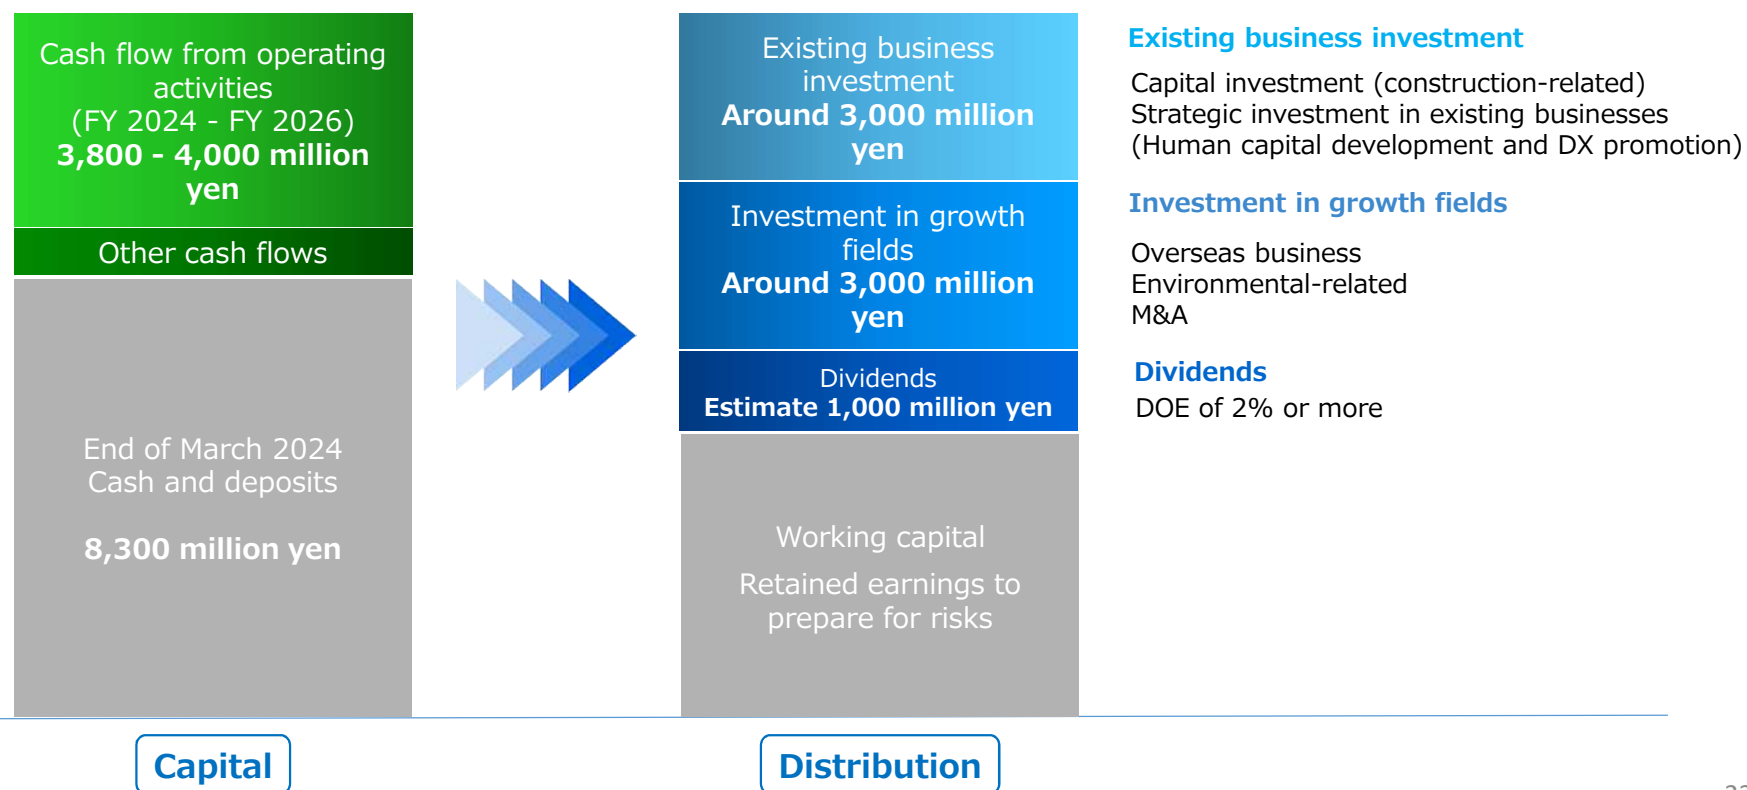 Cash flow from operating
activities
(FY 2024 - FY 2026)
3,800 - 4,000 million
yen
Other cash flows
End of March 2024
Cash and deposits
8,300 million yen
Capital
Existing business
investment
Around 3,000 million
yen
Investment in growth
fields
Around 3,000 million
yen
Dividends
Estimate 1,000 million yen
Working capital
Retained earnings to
prepare for risks
Distribution
Existing business investment
Capital investment (construction-related)
Strategic investment in existing businesses
(Human capital development and DX promotion)
Investment in growth fields
Overseas business
Environmental-related
M&A
Dividends
DOE of 2% or more